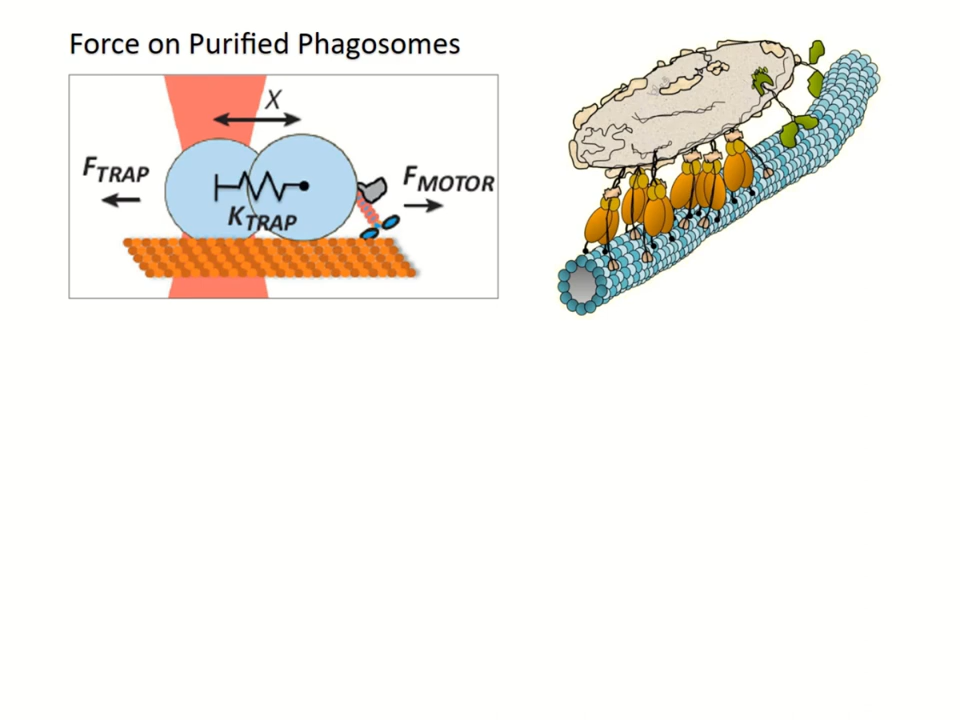 Force on Purified Phagosomes
X
FTRAP
FMOTOR
KTRAP